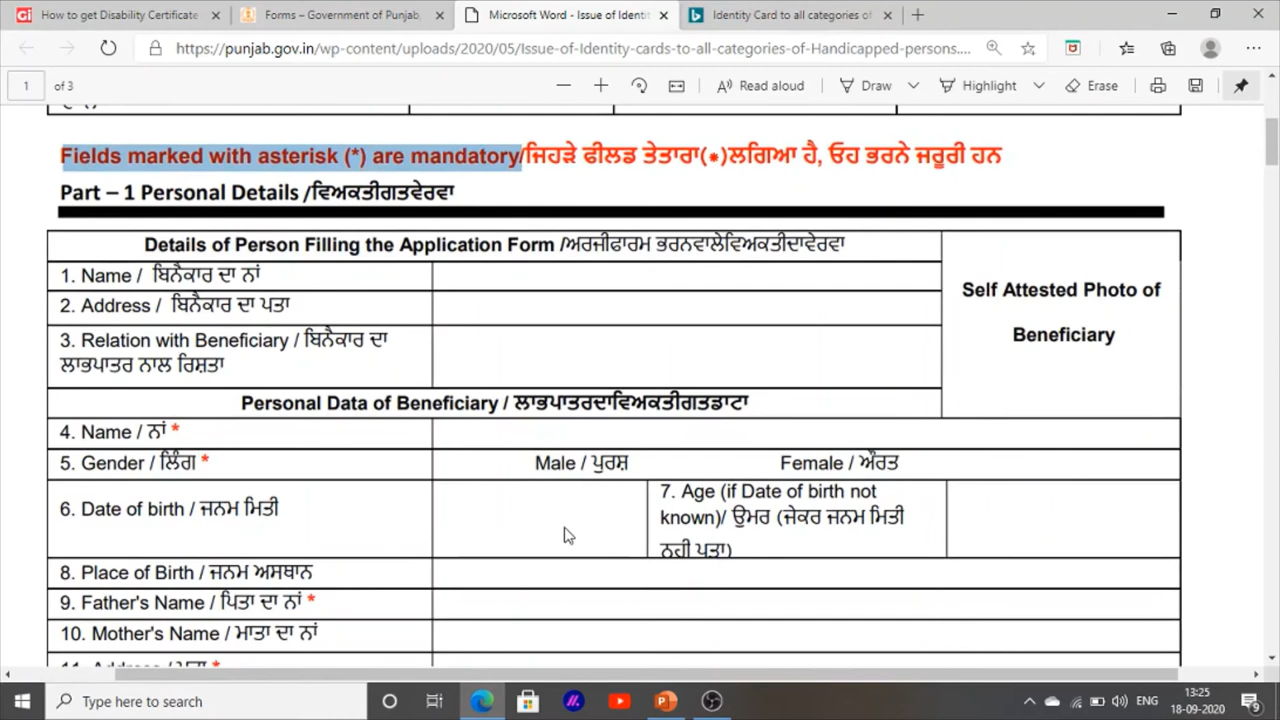 How to get Disability Certificate
Forms – Government of Punjab,
Microsoft Word - Issue of Identit
Identity Card to all categories of
https://punjab.gov.in/wp-content/uploads/2020/05/Issue-of-Identity-cards-to-all-categories-of-Handicapped-persons....
1 of 3
Read aloud
Draw
Highlight
Erase
Fields marked with asterisk (*) are mandatory/ਜਿਹੜੇ ਫੀਲਡ ਤੇਤਾਰਾ(*)ਲਗਿਆ ਹੈ, ਓਹ ਭਰਨੇ ਜਰੂਰੀ ਹਨ
Part – 1 Personal Details /ਵਿਅਕਤੀਗਤਵੇਰਵਾ
Details of Person Filling the Application Form /ਅਰਜੀਫਾਰਮ ਭਰਨਵਾਲੇਵਿਅਕਤੀਦਾਵੇਰਵਾ
1. Name / ਬਿਨੈਕਾਰ ਦਾ ਨਾਂ
2. Address / ਬਿਨੈਕਾਰ ਦਾ ਪਤਾ
3. Relation with Beneficiary / ਬਿਨੈਕਾਰ ਦਾ
ਲਾਭਪਾਤਰ ਨਾਲ ਰਿਸ਼ਤਾ
Self Attested Photo of
Beneficiary
Personal Data of Beneficiary / ਲਾਭਪਾਤਰਦਾਵਿਅਕਤੀਗਤਡਾਟਾ
4. Name / ਨਾਂ *
5. Gender / ਲਿੰਗ * Male / ਪੁਰਸ਼ Female / ਔਰਤ
6. Date of birth / ਜਨਮ ਮਿਤੀ
7. Age (if Date of birth not
known)/ ਉਮਰ (ਜੇਕਰ ਜਨਮ ਮਿਤੀ
ਨਹੀ ਪਤਾ)
8. Place of Birth / ਜਨਮ ਅਸਥਾਨ
9. Father's Name / ਪਿਤਾ ਦਾ ਨਾਂ *
10. Mother's Name / ਮਾਤਾ ਦਾ ਨਾਂ
11. Address / ਪਤਾ *
Type here to search
ENG
13:25
18-09-2020
9